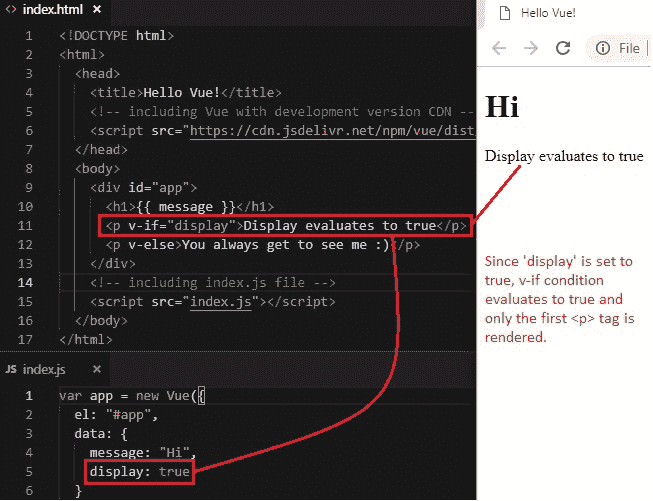 index.html ×
1 <!DOCTYPE html>
2 <html>
3 <head>
4 <title>Hello Vue!</title>
5 <!-- including Vue with development version CDN --
6 <script src="https://cdn.jsdelivr.net/npm/vue/dist
7 </head>
8 <body>
9 <div id="app">
10 <h1>{{ message }}</h1>
11 <p v-if="display">Display evaluates to true</p>
12 <p v-else>You always get to see me :)</p>
13 </div>
14 <!-- including index.js file -->
15 <script src="index.js"></script>
16 </body>
17 </html>
JS index.js ×
1 var app = new Vue({
2 el: "#app",
3 data: {
4 message: "Hi",
5 display: true
6 }
Hello Vue!
File
Hi
Display evaluates to true
Since 'display' is set to
true, v-if condition
evaluates to true and
only the first <p> tag is
rendered.